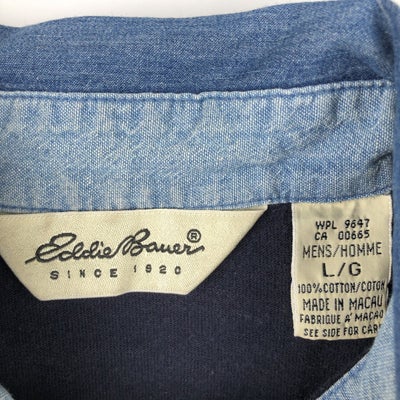 Eddie Bauer®
SINCE 1920
WPL 9647
CA 00665
MENS/HOMME
L/G
100% COTTON/COTON
MADE IN MACAU
FABRIQUE A' MACAO
SEE SIDE FOR CARE